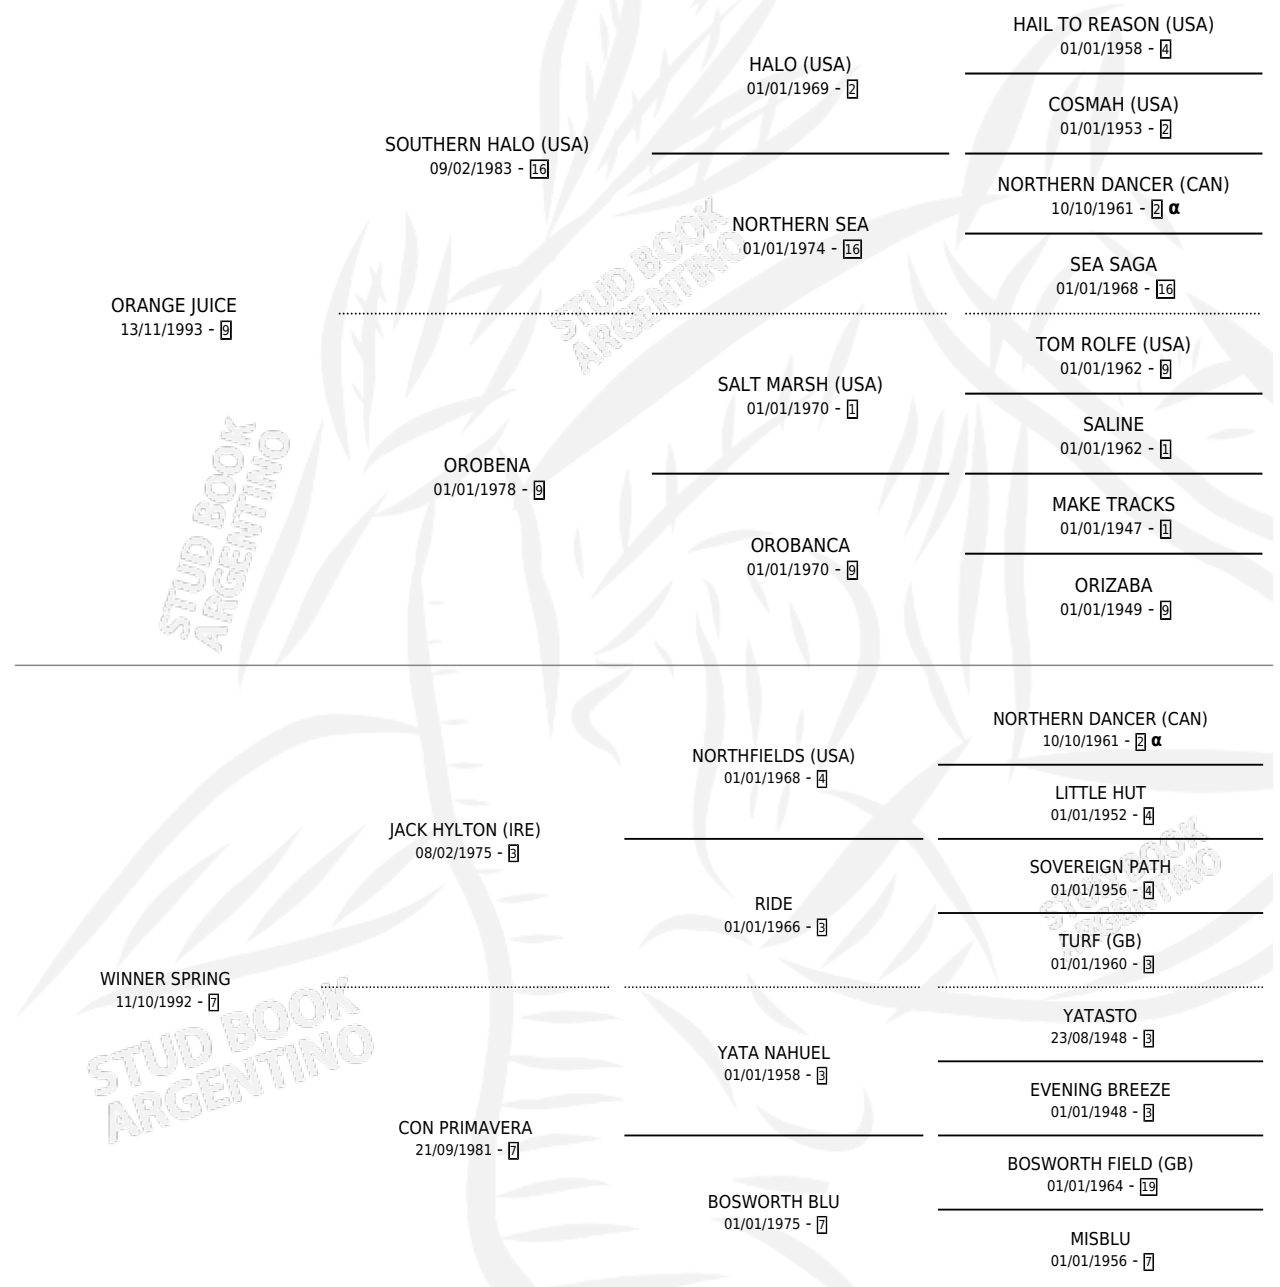 HAIL TO REASON (USA)
01/01/1958 - 4
HALO (USA)
01/01/1969 - 2
COSMAH (USA)
01/01/1953 - 2
SOUTHERN HALO (USA)
09/02/1983 - 16
NORTHERN DANCER (CAN)
10/10/1961 - 2 α
NORTHERN SEA
01/01/1974 - 16
SEA SAGA
01/01/1968 - 16
ORANGE JUICE
13/11/1993 - 9
TOM ROLFE (USA)
01/01/1962 - 9
SALT MARSH (USA)
01/01/1970 - 1
SALINE
01/01/1962 - 1
OROBENA
01/01/1978 - 9
MAKE TRACKS
01/01/1947 - 1
OROBANCA
01/01/1970 - 9
ORIZABA
01/01/1949 - 9
NORTHERN DANCER (CAN)
10/10/1961 - 2 α
NORTHFIELDS (USA)
01/01/1968 - 4
LITTLE HUT
01/01/1952 - 4
JACK HYLTON (IRE)
08/02/1975 - 3
SOVEREIGN PATH
01/01/1956 - 4
RIDE
01/01/1966 - 3
TURF (GB)
01/01/1960 - 3
WINNER SPRING
11/10/1992 - 7
YATASTO
23/08/1948 - 3
YATA NAHUEL
01/01/1958 - 3
EVENING BREEZE
01/01/1948 - 3
CON PRIMAVERA
21/09/1981 - 7
BOSWORTH FIELD (GB)
01/01/1964 - 19
BOSWORTH BLU
01/01/1975 - 7
MISBLU
01/01/1956 - 7
STUD BOOK
ARGENTINO
STUD BOOK
ARGENTINO
STUD BOOK
ARGENTINO
STUD BOOK
ARGENTINO